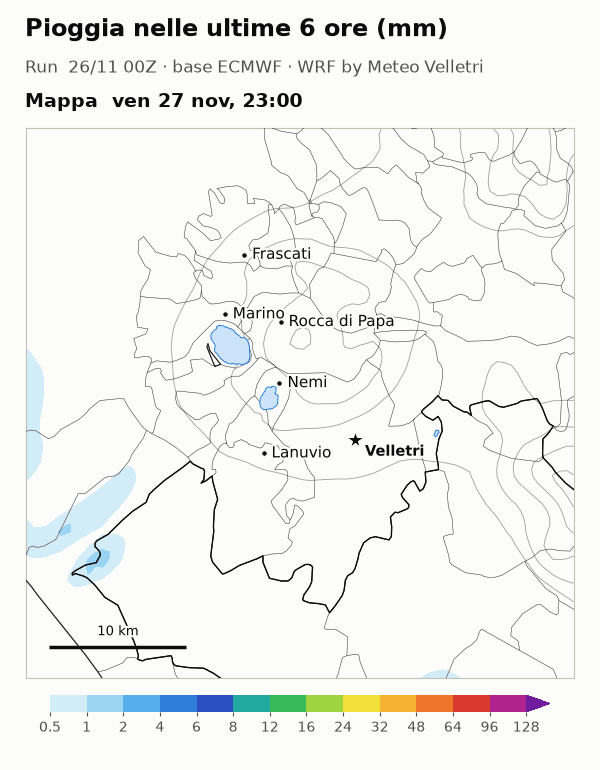 Pioggia nelle ultime 6 ore (mm)
Run  26/11 00Z · base ECMWF · WRF by Meteo Velletri
Mappa  ven 27 nov, 23:00
Frascati
Marino
Rocca di Papa
Nemi
Velletri
Lanuvio
10 km
0.5 1 2 4 6 8 12 16 24 32 48 64 96 128